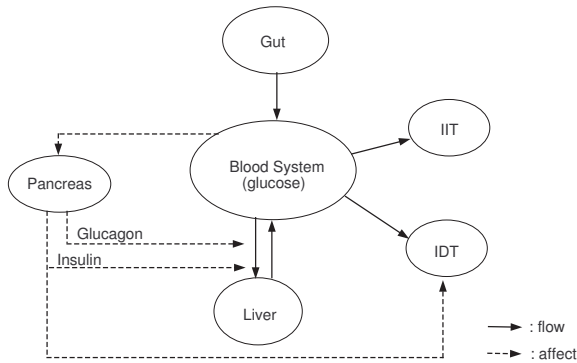 Gut
IIT
Blood System
(glucose)
Pancreas
Glucagon
Insulin
IDT
Liver
: flow
: affect